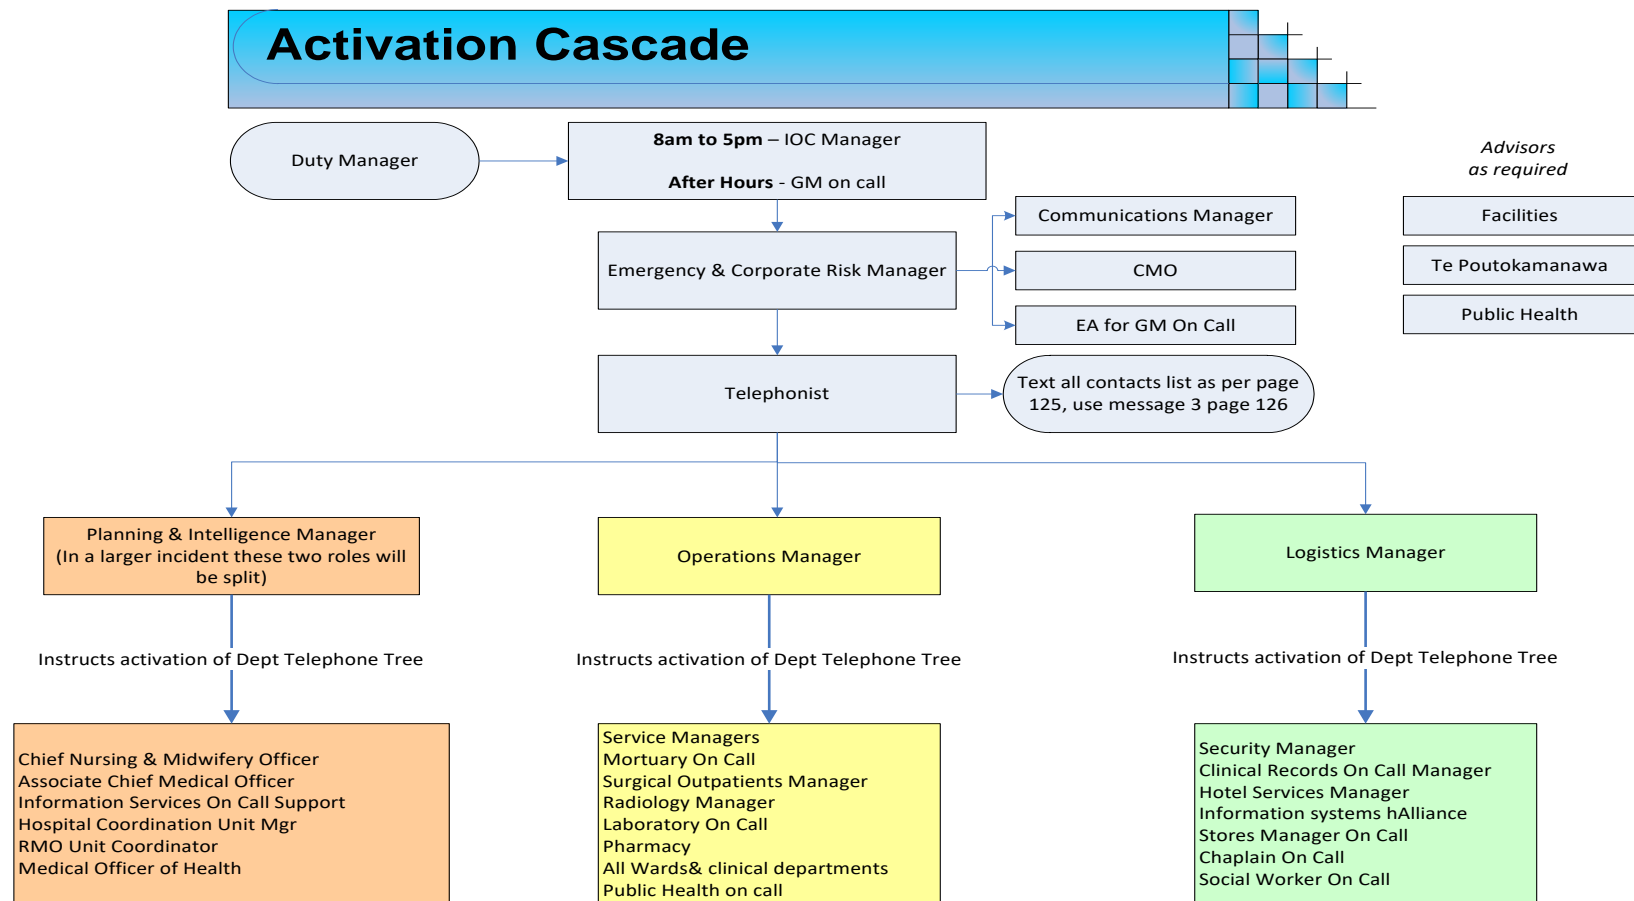 Activation Cascade
Duty Manager
8am to 5pm – IOC Manager
After Hours - GM on call
Advisors
as required
Communications Manager
Facilities
Emergency & Corporate Risk Manager
CMO
Te Poutokamanawa
EA for GM On Call
Public Health
Telephonist
Text all contacts list as per page
125, use message 3 page 126
Planning & Intelligence Manager
(In a larger incident these two roles will
be split)
Operations Manager
Logistics Manager
Instructs activation of Dept Telephone Tree
Instructs activation of Dept Telephone Tree
Instructs activation of Dept Telephone Tree
Chief Nursing & Midwifery Officer
Associate Chief Medical Officer
Information Services On Call Support
Hospital Coordination Unit Mgr
RMO Unit Coordinator
Medical Officer of Health
Service Managers
Mortuary On Call
Surgical Outpatients Manager
Radiology Manager
Laboratory On Call
Pharmacy
All Wards& clinical departments
Public Health on call
Security Manager
Clinical Records On Call Manager
Hotel Services Manager
Information systems hAlliance
Stores Manager On Call
Chaplain On Call
Social Worker On Call